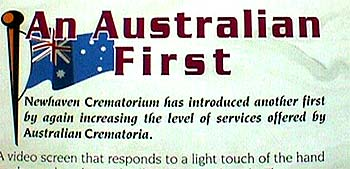 An Australian
First
Newhaven Crematorium has introduced another first
by again increasing the level of services offered by
Australian Crematoria.
A video screen that responds to a light touch of the hand